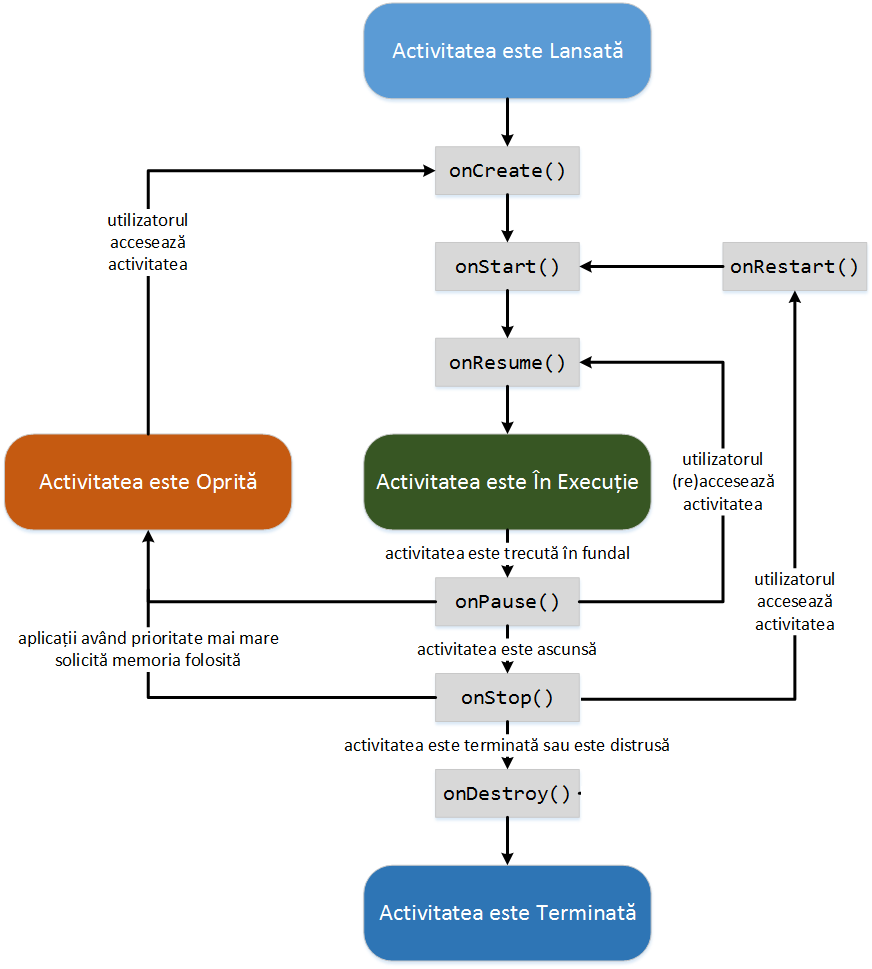 Activitatea este Lansată
onCreate()
utilizatorul
accesează
activitatea
onStart()
onRestart()
onResume()
Activitatea este Oprită
Activitatea este În Execuție
utilizatorul
(re)accesează
activitatea
activitatea este trecută în fundal
onPause()
utilizatorul
accesează
activitatea
aplicații având prioritate mai mare
solicită memoria folosită
activitatea este ascunsă
onStop()
activitatea este terminată sau este distrusă
onDestroy()
Activitatea este Terminată